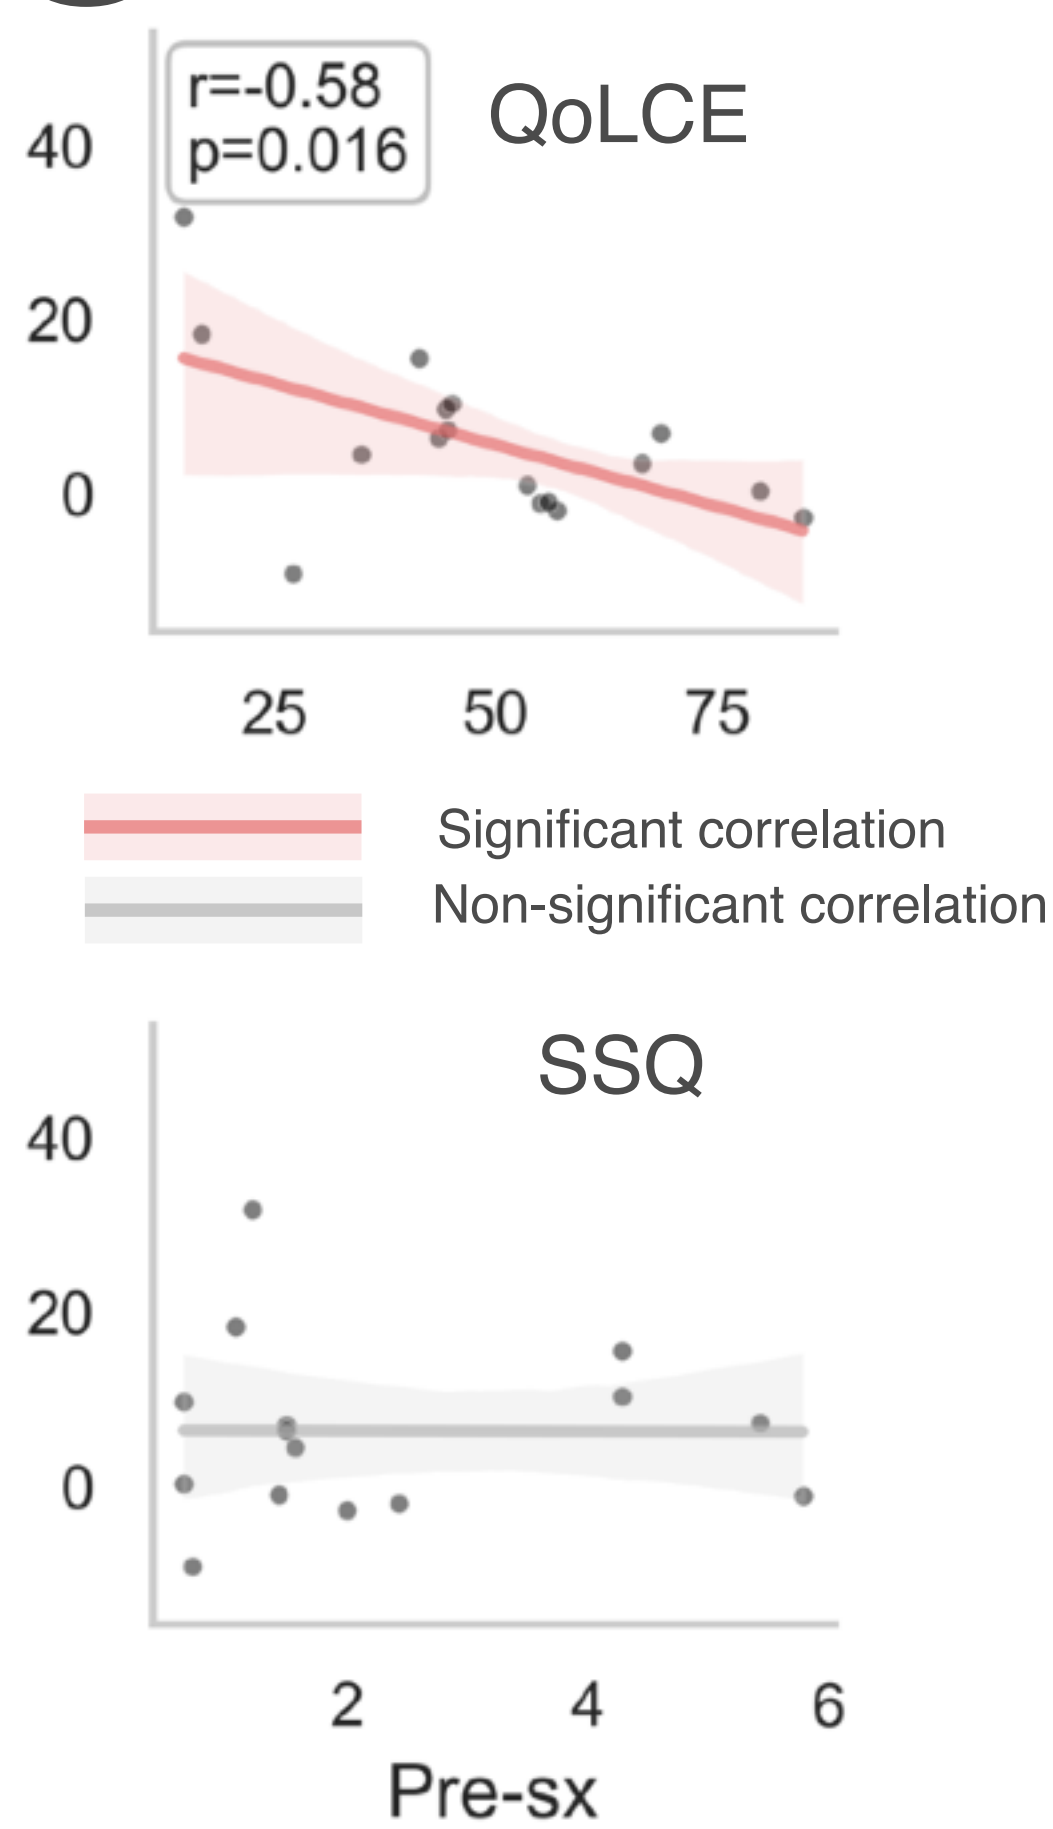 r=-0.58
p=0.016
QoLCE
40
20
0
25 50 75
Significant correlation
Non-significant correlation
SSQ
40
20
0
2 4 6
Pre-sx